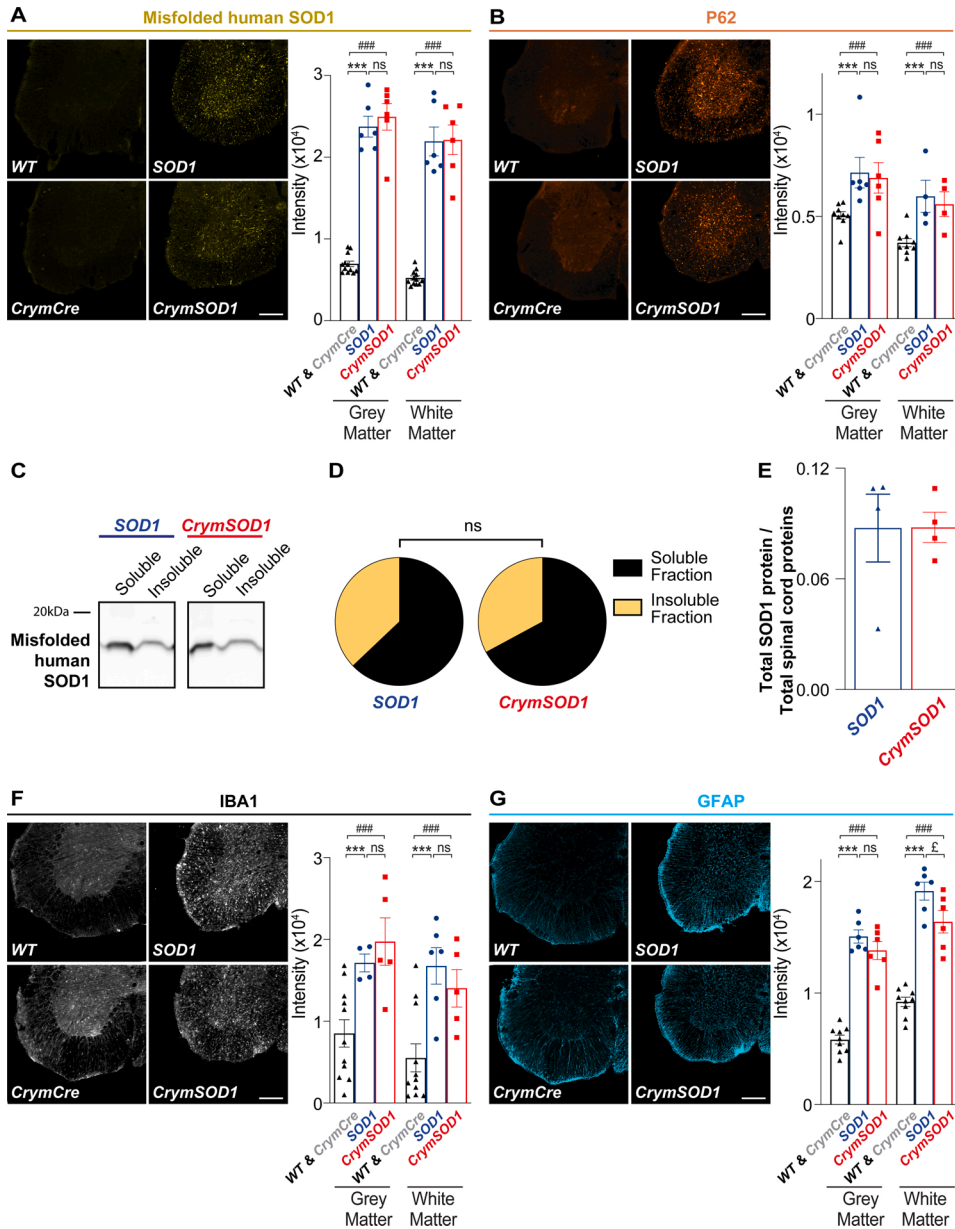 A
Misfolded human SOD1
WT
SOD1
CrymCre
CrymSOD1
Intensity (x10⁴)
3
2
1
0
###
###
*** ns
*** ns
WT & CrymCre
SOD1
CrymSOD1
WT & CrymCre
SOD1
CrymSOD1
Grey
Matter
White
Matter
B
P62
WT
SOD1
CrymCre
CrymSOD1
Intensity (x10⁴)
1
0.5
0
###
###
*** ns
*** ns
WT & CrymCre
SOD1
CrymSOD1
WT & CrymCre
SOD1
CrymSOD1
Grey
Matter
White
Matter
C
SOD1
CrymSOD1
Soluble
Insoluble
Soluble
Insoluble
20kDa
Misfolded
human
SOD1
D
ns
SOD1
CrymSOD1
Soluble
Fraction
Insoluble
Fraction
E
Total SOD1 protein /
Total spinal cord proteins
0.12
0.06
0.00
SOD1
CrymSOD1
F
IBA1
WT
SOD1
CrymCre
CrymSOD1
Intensity (x10⁴)
3
2
1
0
###
###
*** ns
*** ns
WT & CrymCre
SOD1
CrymSOD1
WT & CrymCre
SOD1
CrymSOD1
Grey
Matter
White
Matter
G
GFAP
WT
SOD1
CrymCre
CrymSOD1
Intensity (x10⁴)
2
1
0
###
###
*** ns
*** £
WT & CrymCre
SOD1
CrymSOD1
WT & CrymCre
SOD1
CrymSOD1
Grey
Matter
White
Matter